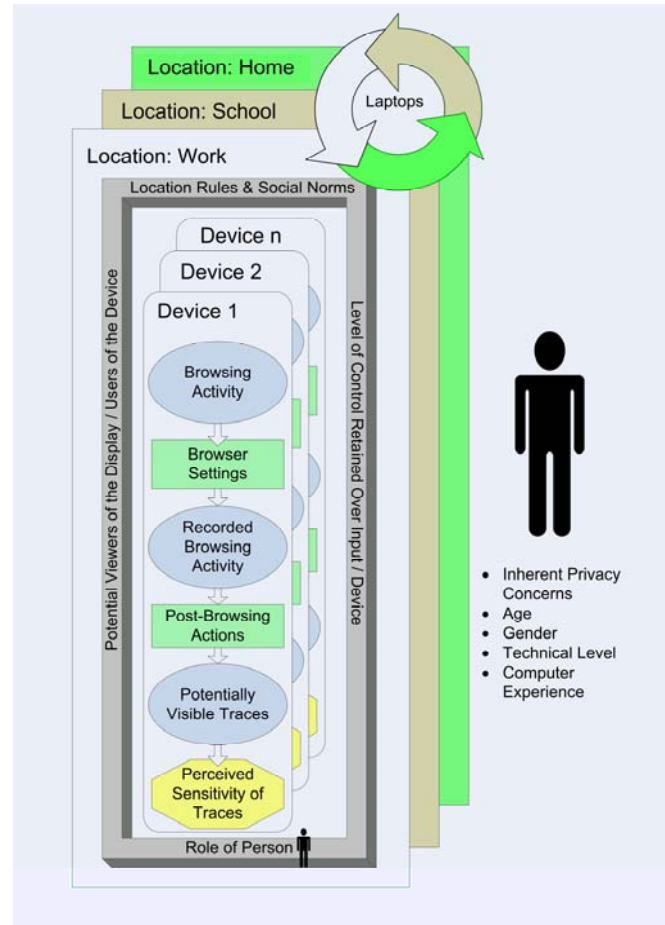 Location: Home
Laptops
Location: School
Location: Work
Location Rules & Social Norms
Potential Viewers of the Display / Users of the Device
Level of Control Retained Over Input / Device
Device n
Device 2
Device 1
Browsing
Activity
Browser
Settings
Recorded
Browsing
Activity
Post-Browsing
Actions
Potentially
Visible Traces
Perceived
Sensitivity of
Traces
Role of Person
• Inherent Privacy
Concerns
• Age
• Gender
• Technical Level
• Computer
Experience